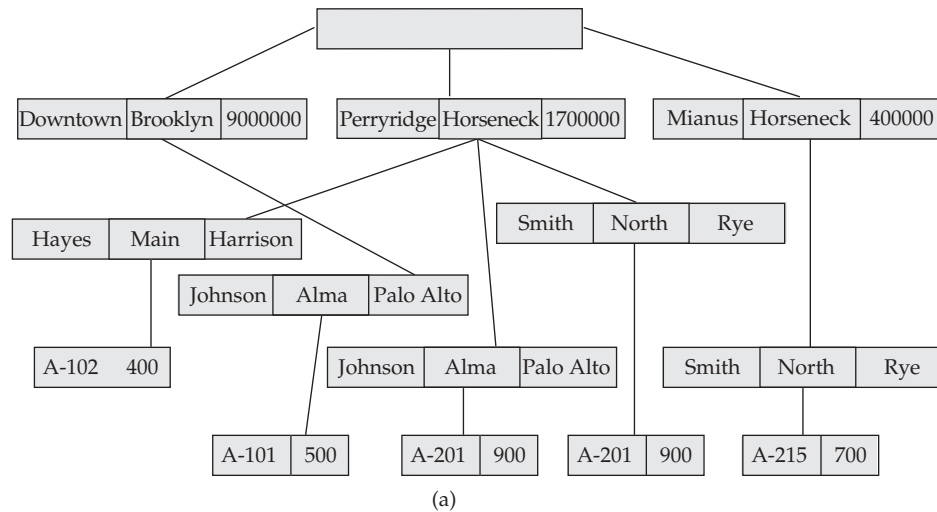 Downtown Brooklyn 9000000
Perryridge Horseneck 1700000
Mianus Horseneck 400000
Hayes Main Harrison
Smith North Rye
Johnson Alma Palo Alto
A-102 400
Johnson Alma Palo Alto
Smith North Rye
A-101 500
A-201 900
A-201 900
A-215 700
(a)